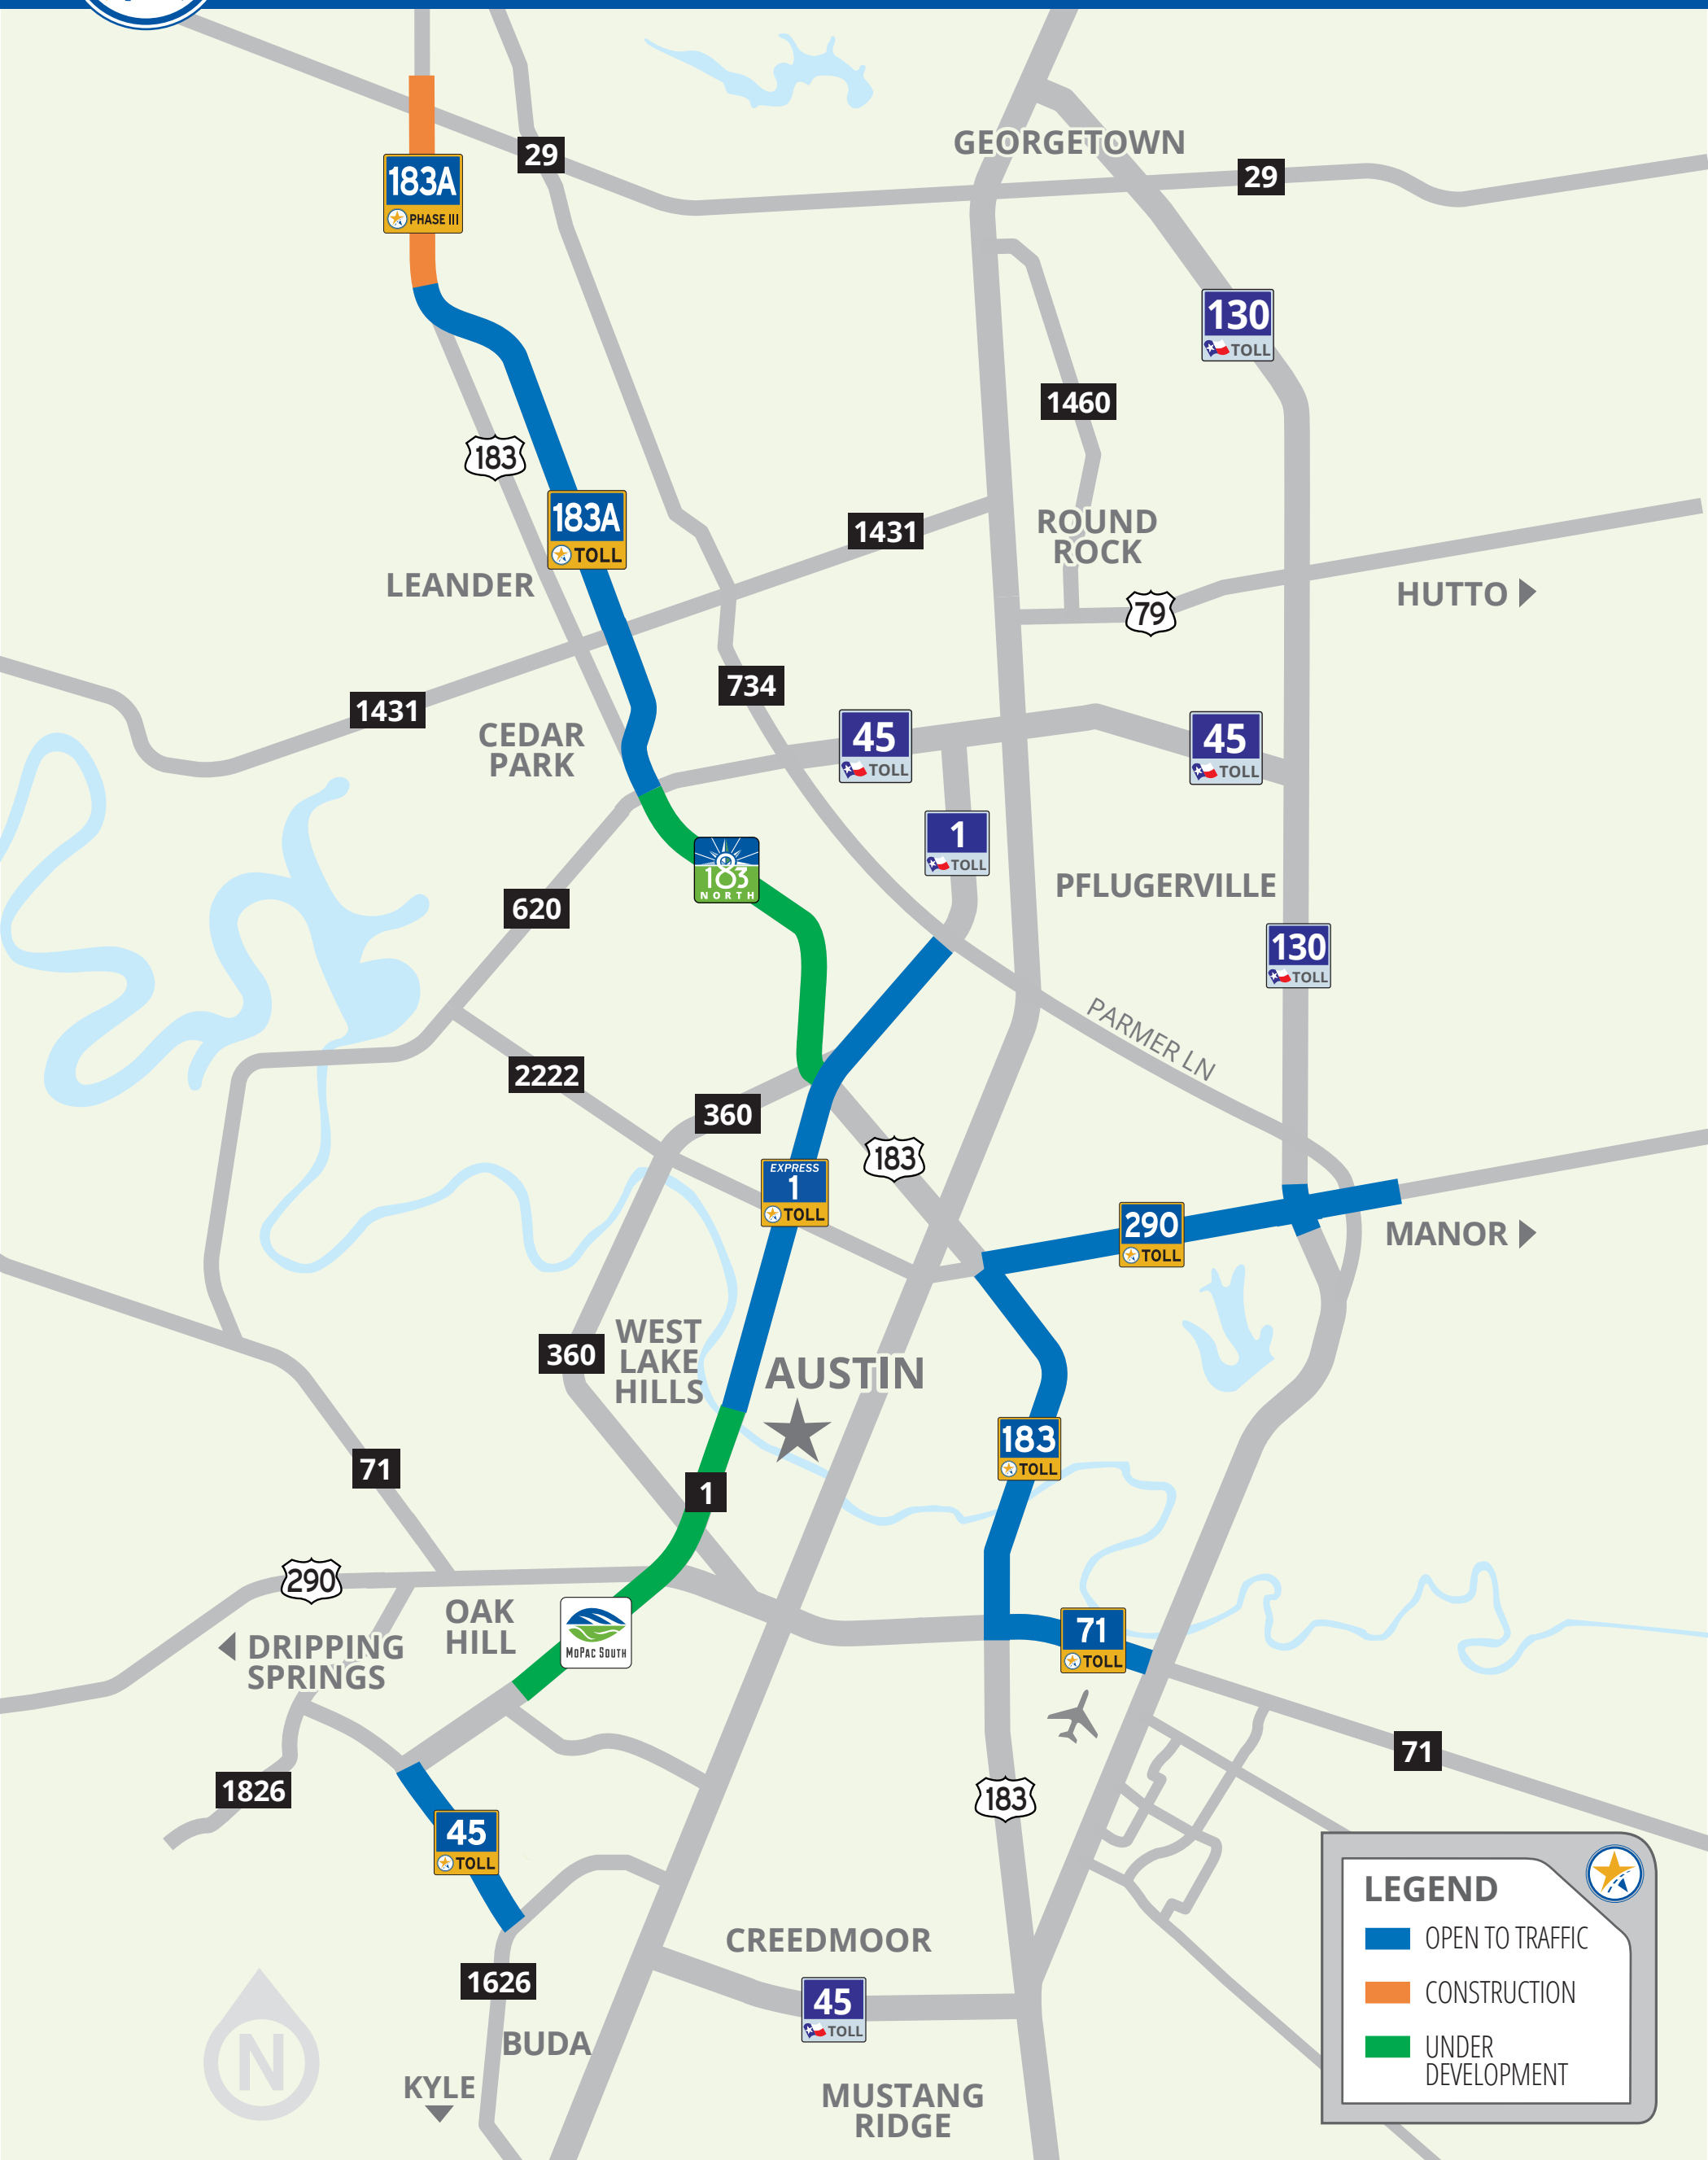 GEORGETOWN
29
183A
PHASE III
29
130
TOLL
1460
183
183A
TOLL
1431
ROUND
ROCK
LEANDER
HUTTO
79
734
1431
45
TOLL
45
TOLL
CEDAR
PARK
1
TOLL
183
NORTH
PFLUGERVILLE
620
130
TOLL
PARMER LN
2222
360
183
EXPRESS
1
TOLL
290
TOLL
MANOR
WEST
LAKE
HILLS
360
AUSTIN
183
TOLL
71
1
290
OAK
HILL
MOPAC SOUTH
71
TOLL
DRIPPING
SPRINGS
71
1826
183
45
TOLL
LEGEND
OPEN TO TRAFFIC
CONSTRUCTION
UNDER
DEVELOPMENT
CREEDMOOR
1626
45
TOLL
BUDA
N
KYLE
MUSTANG
RIDGE